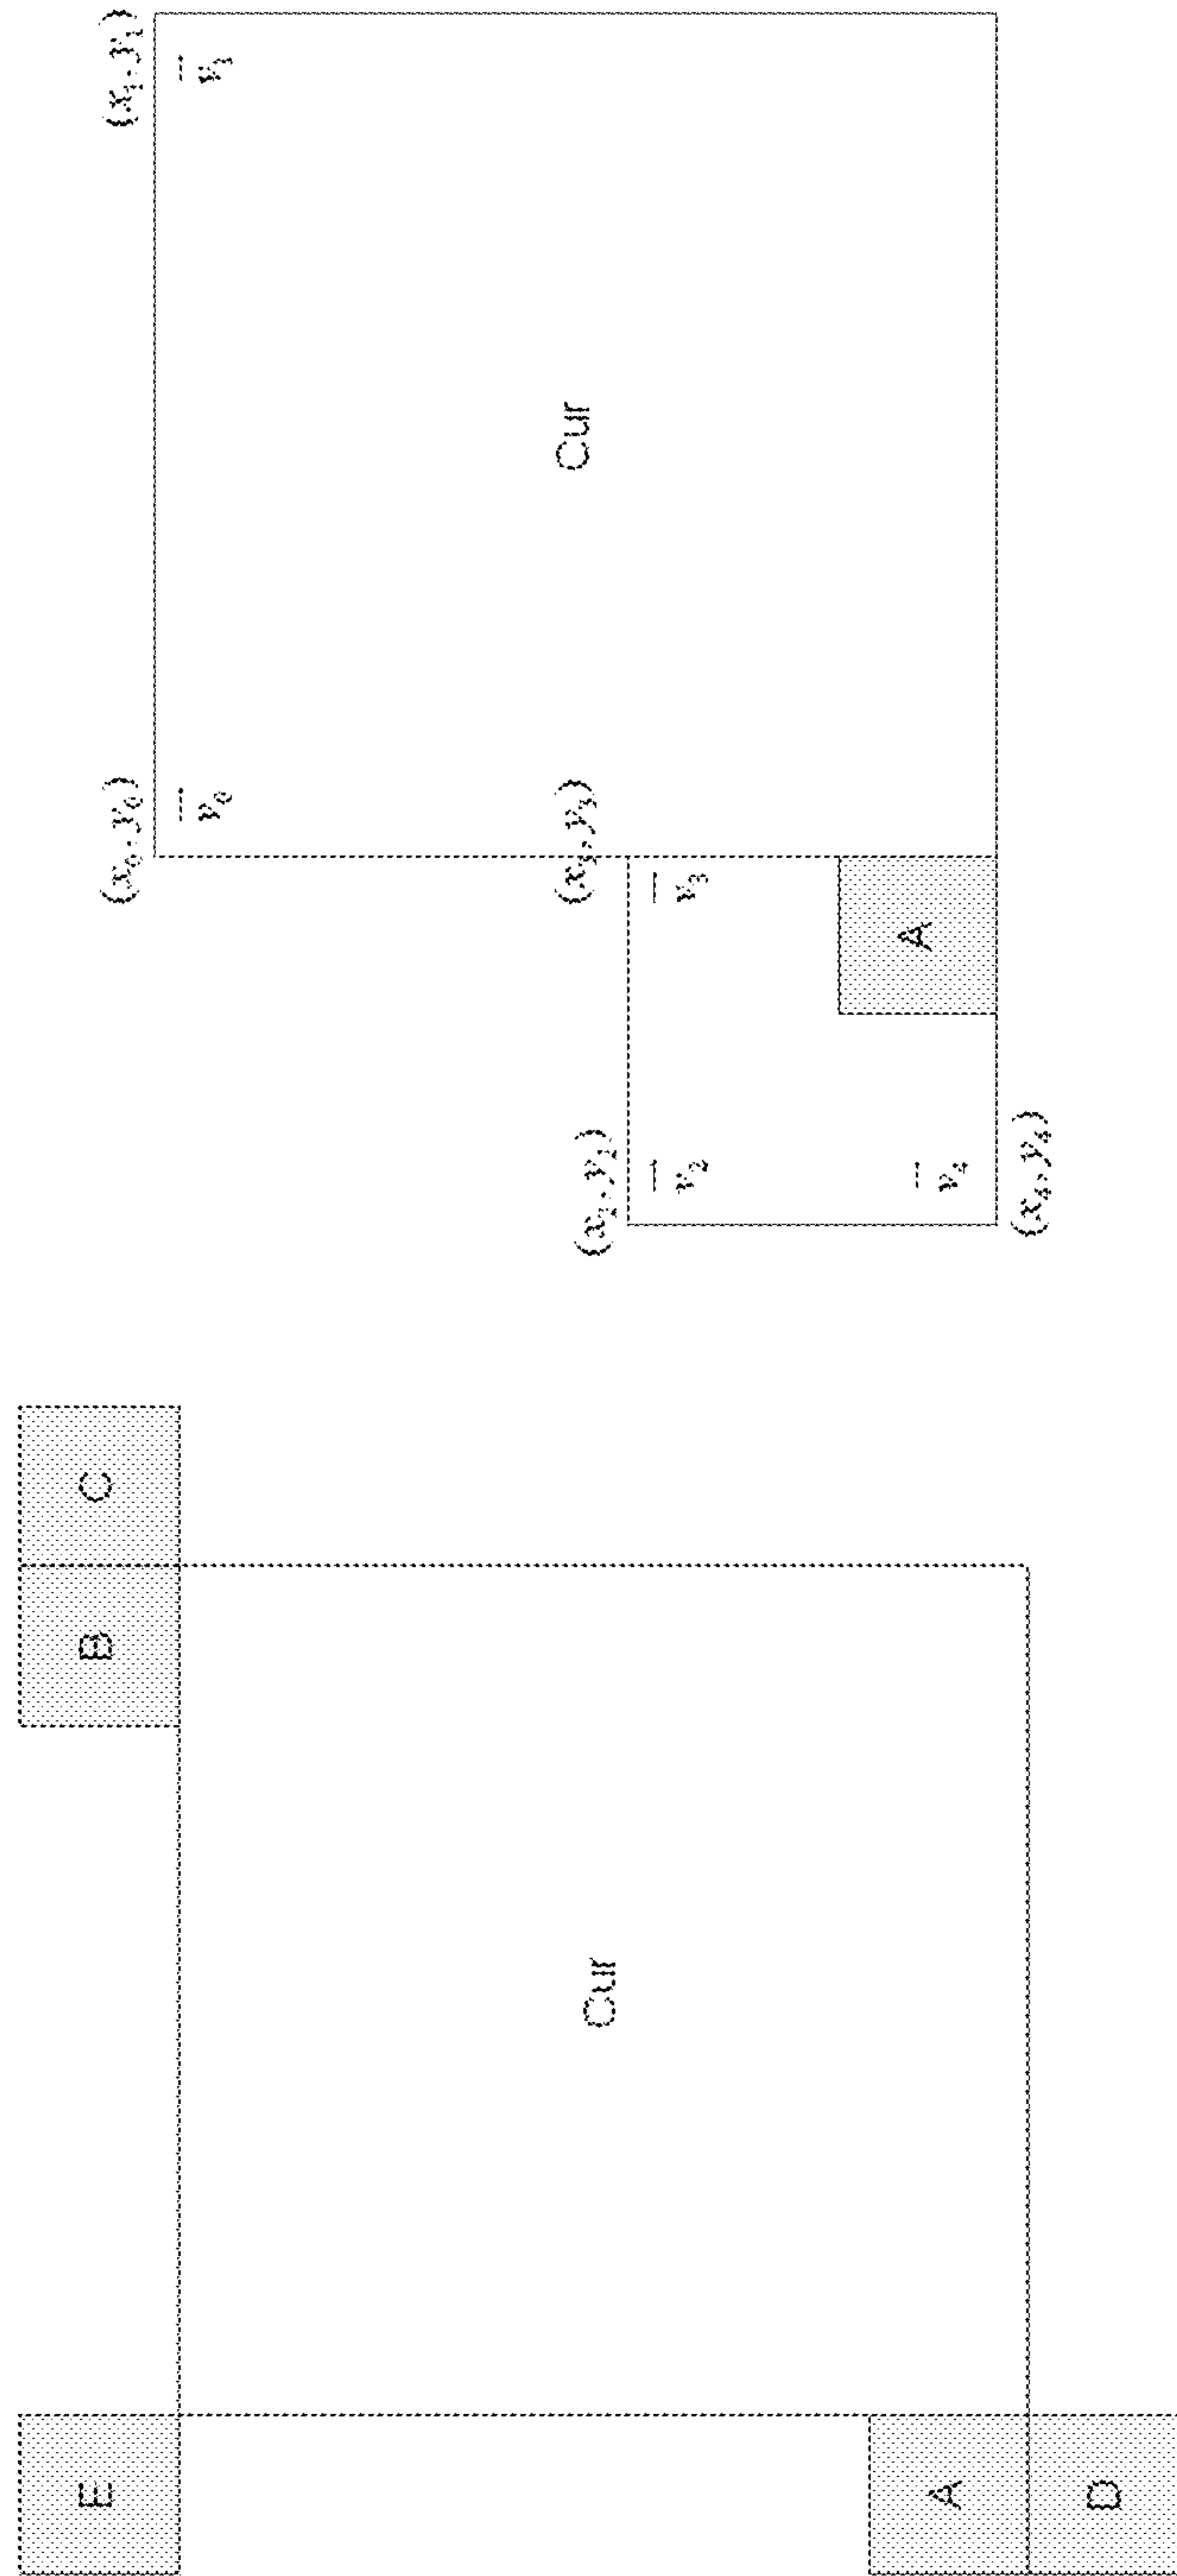 E B C
Cur
A
D
(x₀, y₀) (x₁, y₁)
v₀ v₁
Cur
(x₂, y₂) (x₃, y₃)
v₂ v₃
A
v₄
(x₄, y₄)